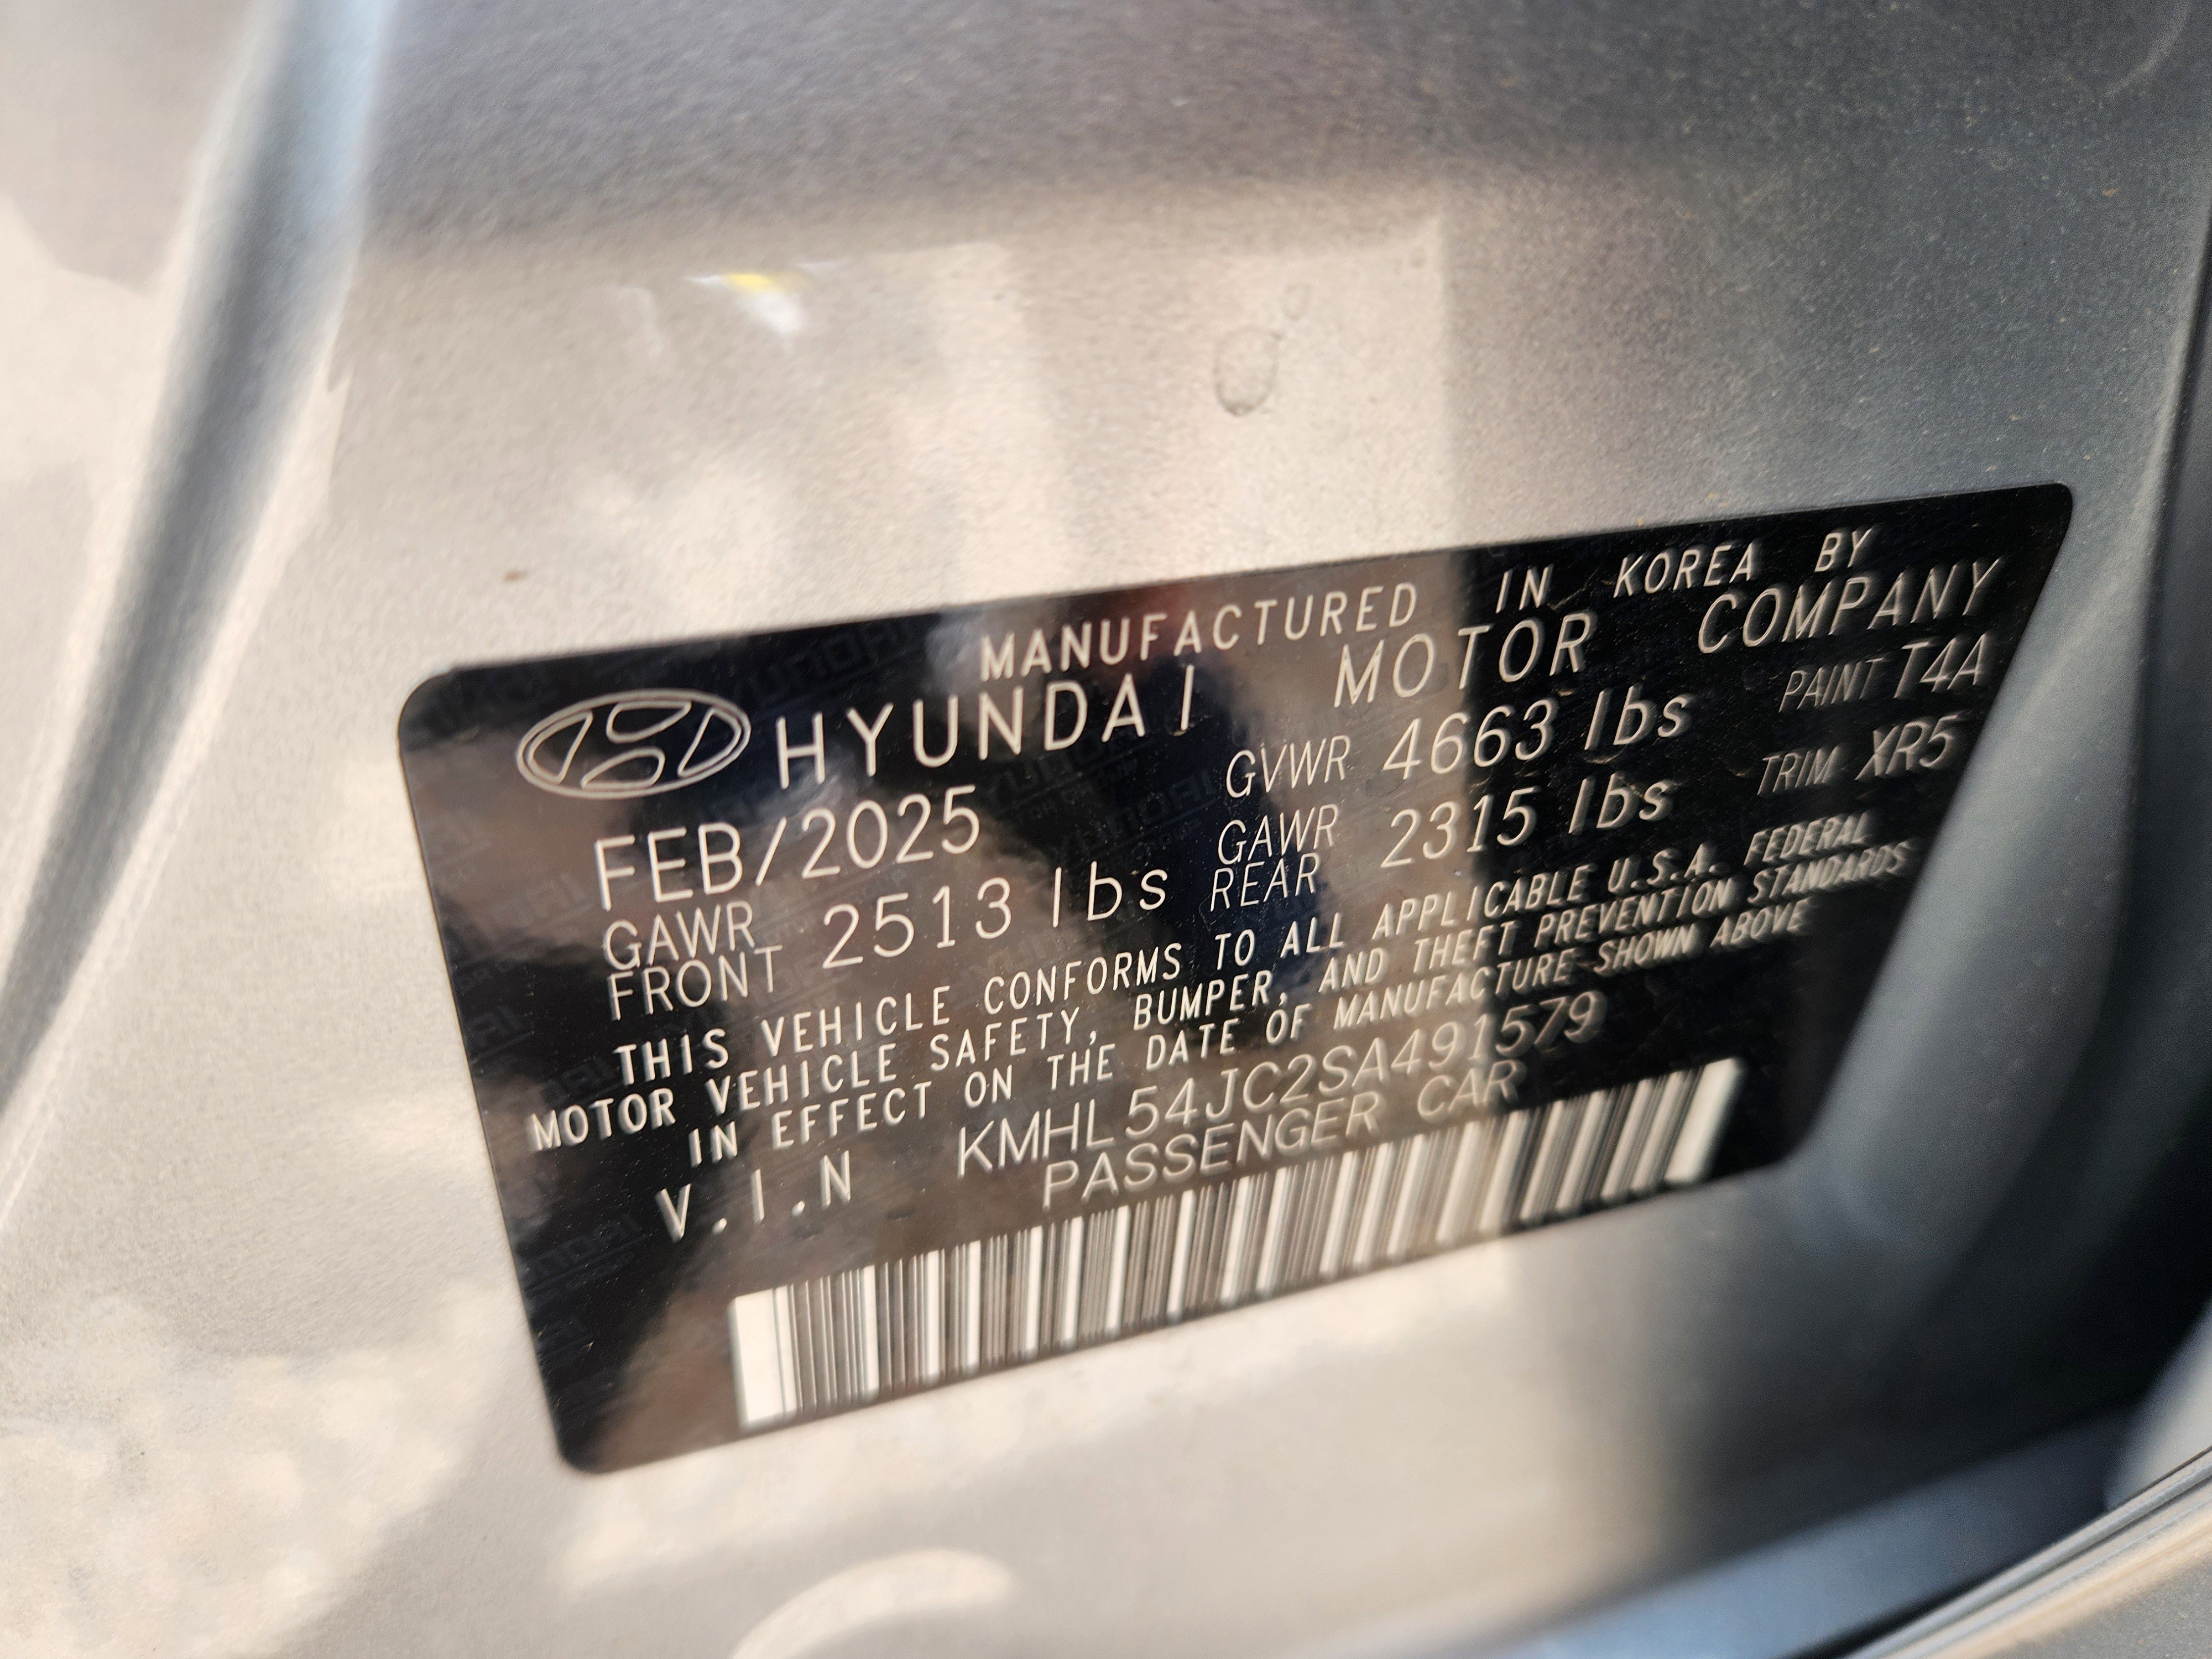 MANUFACTURED IN KOREA BY
HYUNDAI MOTOR COMPANY
FEB/2025 GVWR 4663 lbs PAINT T4A
GAWR FRONT 2513 lbs GAWR REAR 2315 lbs TRIM XR5
THIS VEHICLE CONFORMS TO ALL APPLICABLE U.S.A. FEDERAL
MOTOR VEHICLE SAFETY, BUMPER, AND THEFT PREVENTION STANDARDS
IN EFFECT ON THE DATE OF MANUFACTURE SHOWN ABOVE
V.I.N KMHL54JC2SA491579
PASSENGER CAR